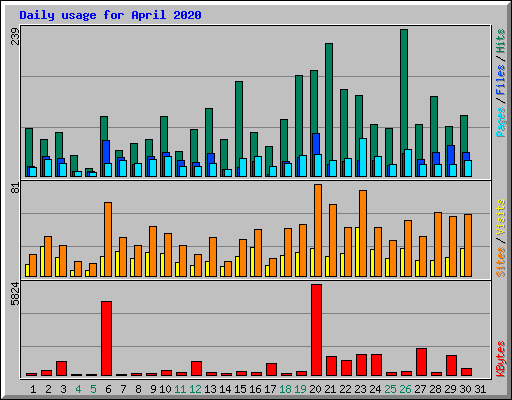 Daily usage for April 2020
239
Pages / Files / Hits
81
Sites / Visits
5824
KBytes
1 2 3 4 5 6 7 8 9 10 11 12 13 14 15 16 17 18 19 20 21 22 23 24 25 26 27 28 29 30 31